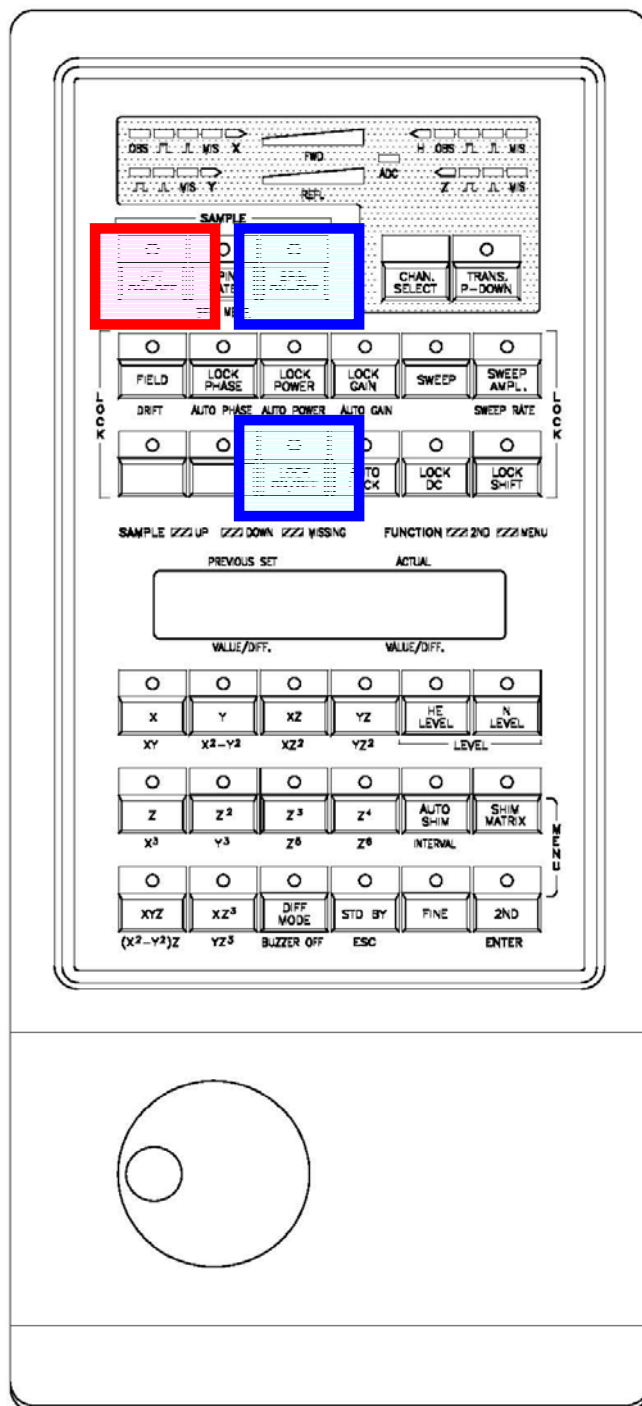 OBS MIS X FWD H OBS MIS
MIS Y REFL ADC Z MIS
SAMPLE
CHAN. SELECT TRANS. P-DOWN
LOCK LOCK
FIELD LOCK PHASE LOCK POWER LOCK GAIN SWEEP SWEEP AMPL.
DRIFT AUTO PHASE AUTO POWER AUTO GAIN SWEEP RATE
LOCK DC LOCK SHIFT
SAMPLE UP DOWN MISSING FUNCTION 2ND MENU
PREVIOUS SET ACTUAL
VALUE/DIFF. VALUE/DIFF.
X Y XZ YZ HE LEVEL N LEVEL
XY X²-Y² XZ² YZ² LEVEL
Z Z² Z³ Z⁴ AUTO SHIM SHIM MATRIX
X³ Y³ Z⁵ Z⁶ INTERVAL
MENU
XYZ XZ³ DIFF MODE STD BY FINE 2ND
(X²-Y²)Z YZ³ BUZZER OFF ESC ENTER